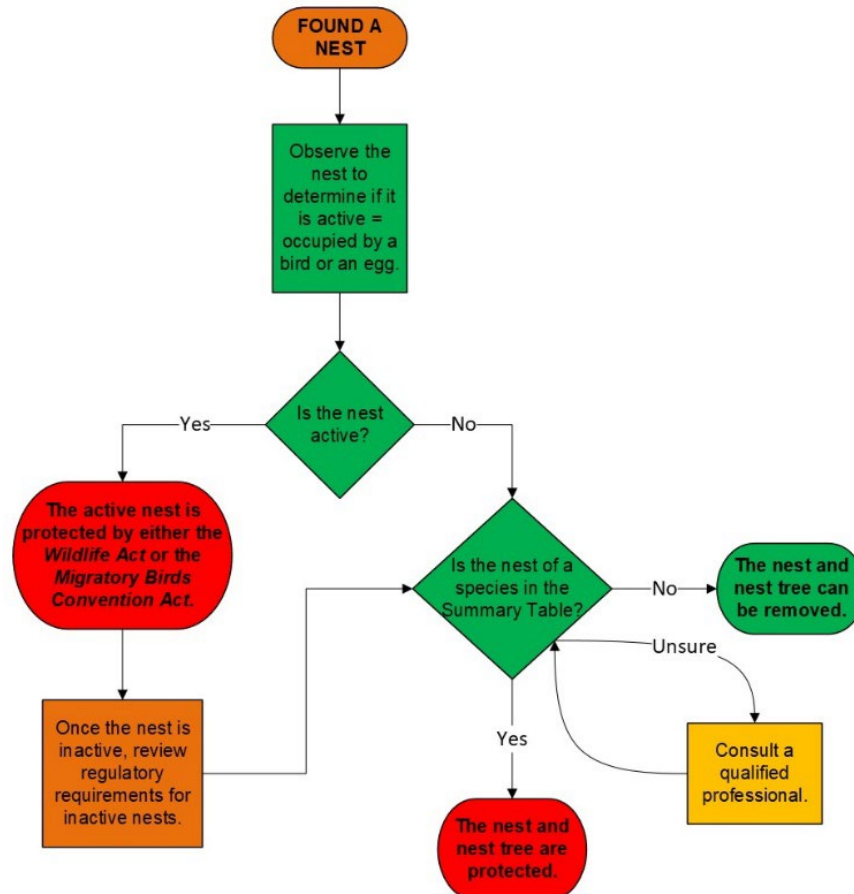 FOUND A
NEST
Observe the
nest to
determine if it
is active =
occupied by a
bird or an egg.
Is the nest
active?
Yes
No
The active nest is
protected by either the
Wildlife Act or the
Migratory Birds
Convention Act.
Is the nest of a
species in the
Summary Table?
No
The nest and
nest tree can
be removed.
Unsure
Once the nest is
inactive, review
regulatory
requirements for
inactive nests.
Yes
Consult a
qualified
professional.
The nest and
nest tree are
protected.